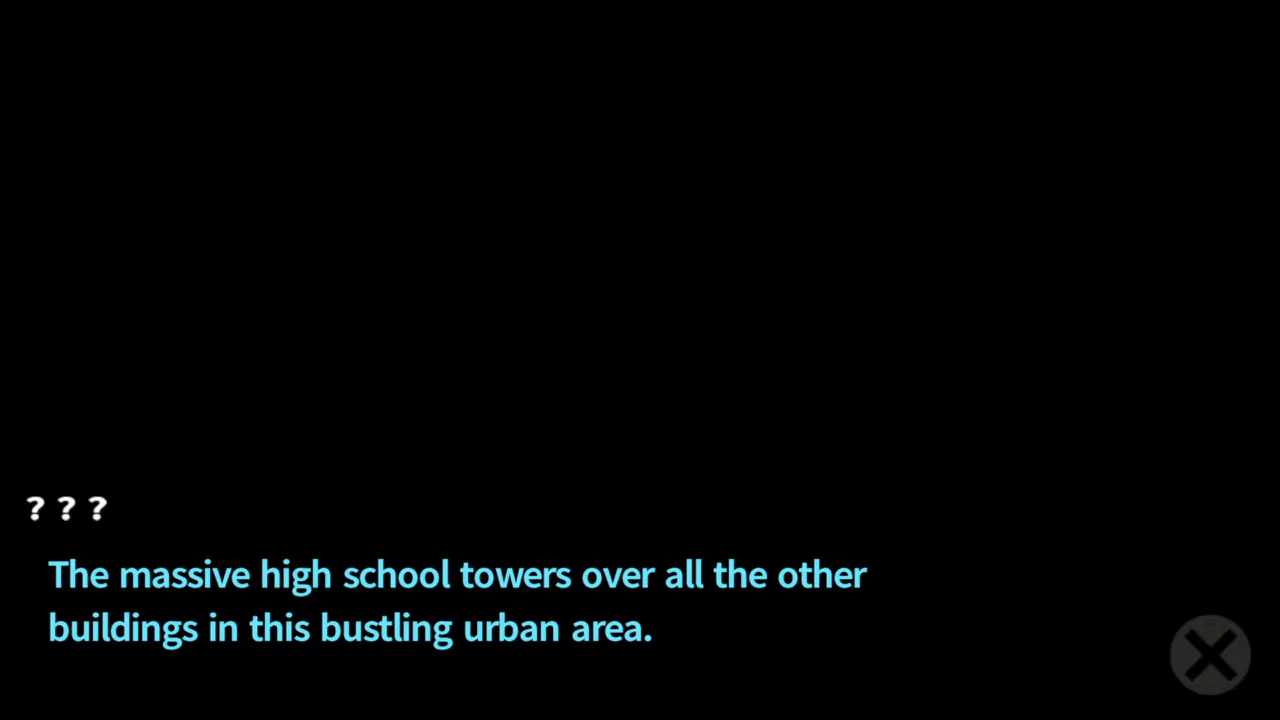 ? ? ?
The massive high school towers over all the other
buildings in this bustling urban area.